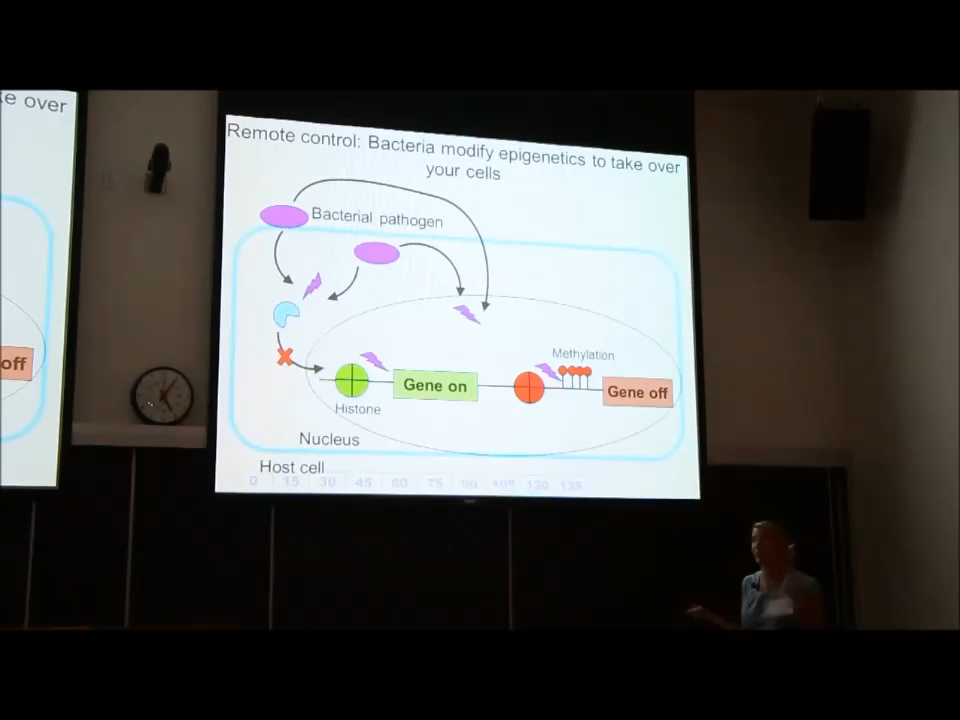 ke over
off
Remote control: Bacteria modify epigenetics to take over
your cells
Bacterial pathogen
Methylation
Gene on
Gene off
Histone
Nucleus
Host cell
0 15 30 45 60 75 90 105 120 135